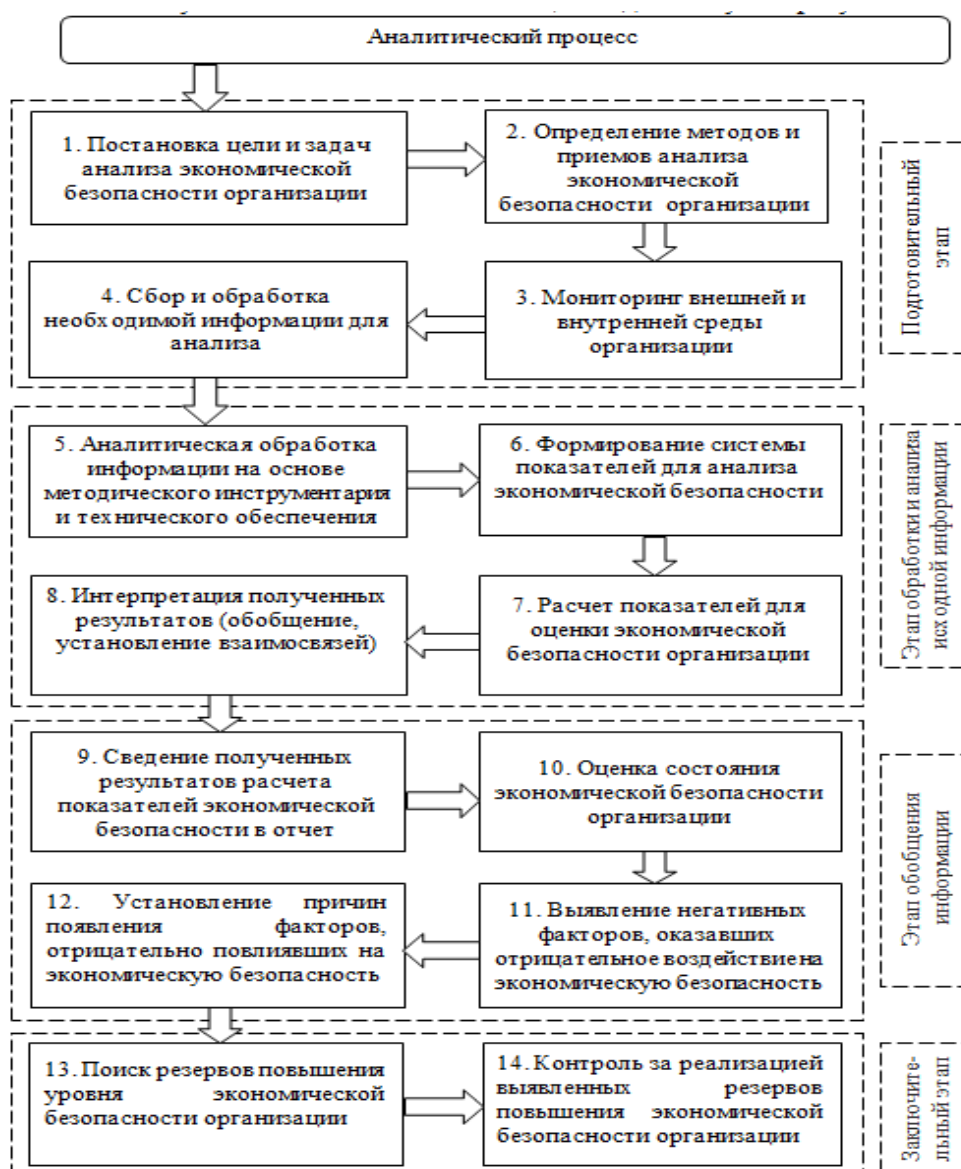 Аналитический процесс
1. Постановка цели и задач
анализа экономической
безопасности организации
2. Определение методов и
приемов анализа
экономической
безопасности организации
3. Мониторинг внешней и
внутренней среды
организации
4. Сбор и обработка
необходимой информации для
анализа
Подготовительный
этап
5. Аналитическая обработка
информации на основе
методического инструментария
и технического обеспечения
6. Формирование системы
показателей для анализа
экономической безопасности
7. Расчет показателей для
оценки экономической
безопасности организации
8. Интерпретация полученных
результатов (обобщение,
установление взаимосвязей)
Этап обработки и анализа
исходной информации
9. Сведение полученных
результатов расчета
показателей экономической
безопасности в отчет
10. Оценка состояния
экономической безопасности
организации
11. Выявление негативных
факторов, оказавших
отрицательное воздействие на
экономическую безопасность
12. Установление причин
появления факторов,
отрицательно повлиявших на
экономическую безопасность
Этап обобщения
информации
13. Поиск резервов повышения
уровня экономической
безопасности организации
14. Контроль за реализацией
выявленных резервов
повышения экономической
безопасности организации
Заключите-
льный этап